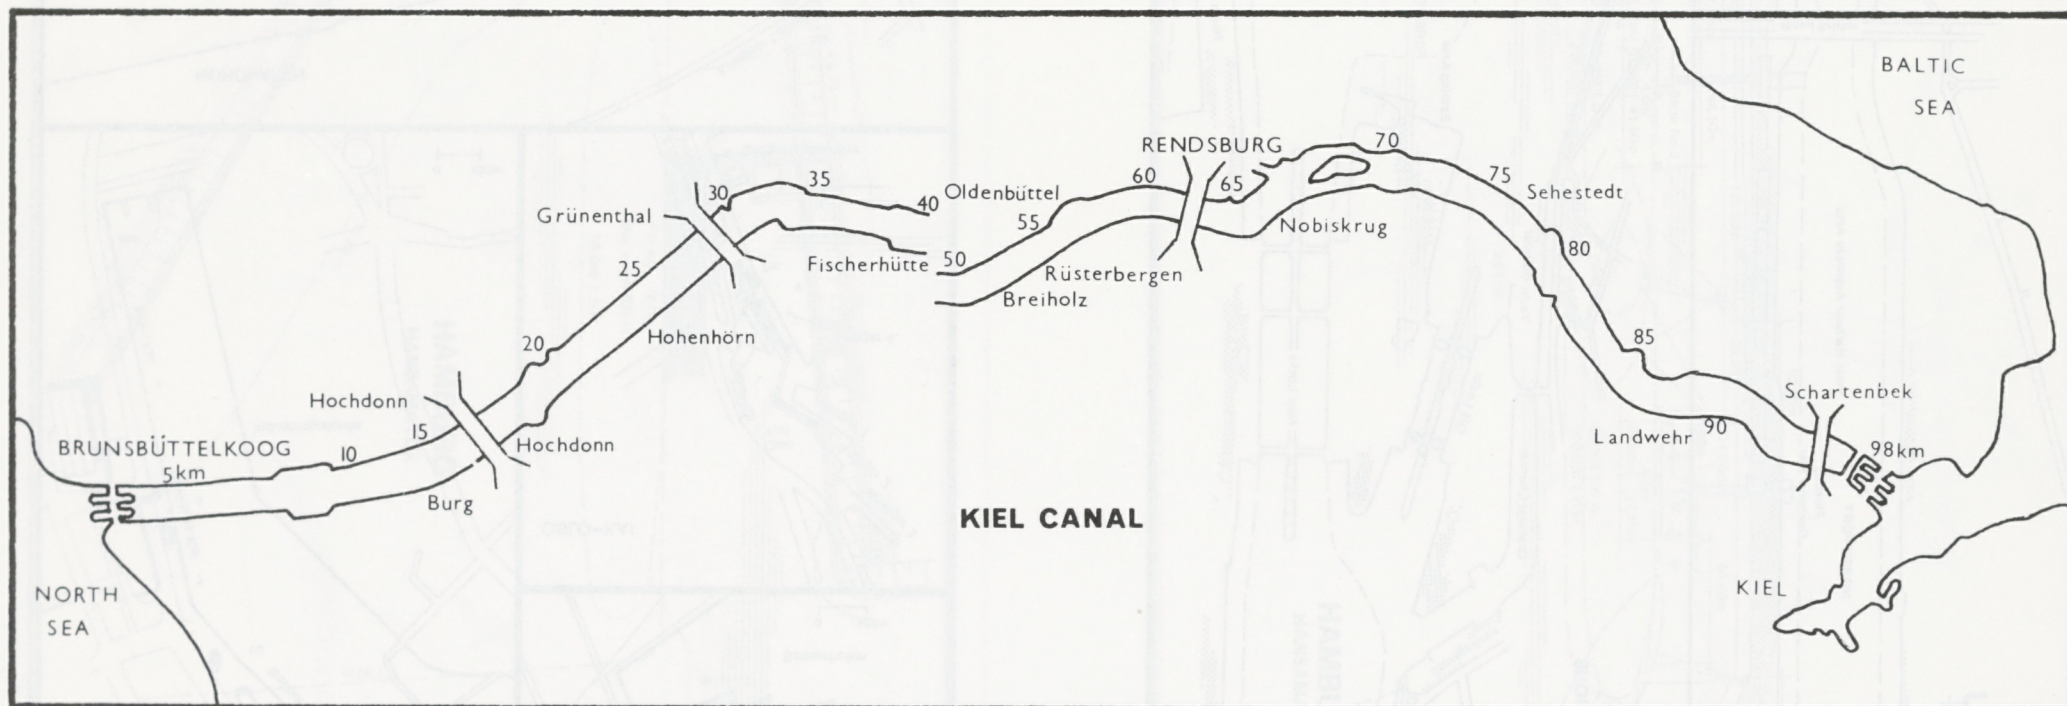 BALTIC
SEA
RENDSBURG
70
60
65
75
Sehestedt
30
35
40
Oldenbüttel
55
Grünenthal
Nobiskrug
80
25
Fischerhütte
50
Rüsterbergen
Breiholz
20
Hohenhörn
85
Hochdonn
15
Schartenbek
Hochdonn
Landwehr
90
BRUNSBÜTTELKOOG
5km
10
98km
Burg
KIEL CANAL
NORTH
SEA
KIEL